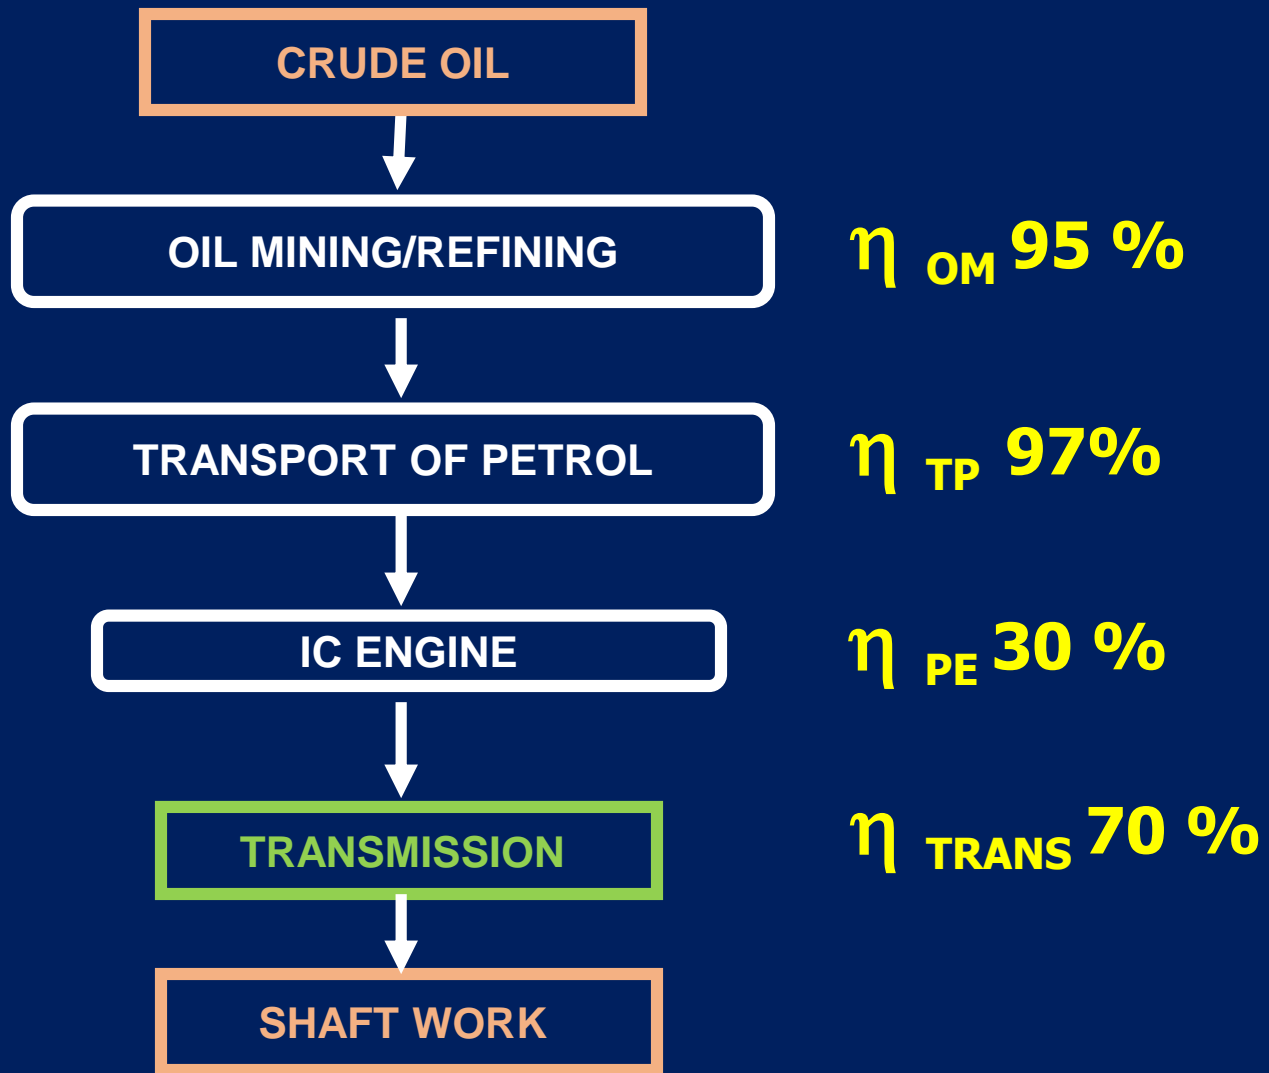 CRUDE OIL
OIL MINING/REFINING
η OM 95 %
TRANSPORT OF PETROL
η TP 97%
IC ENGINE
η PE 30 %
TRANSMISSION
η TRANS 70 %
SHAFT WORK